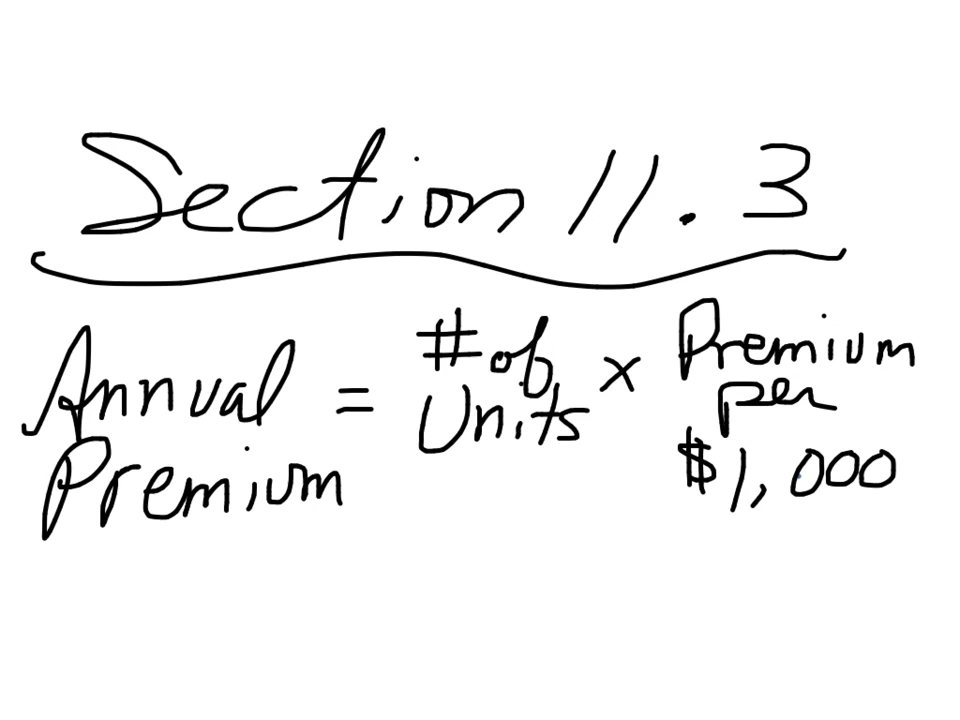 Section 11.3
Annual Premium = # of Units x Premium per $1,000